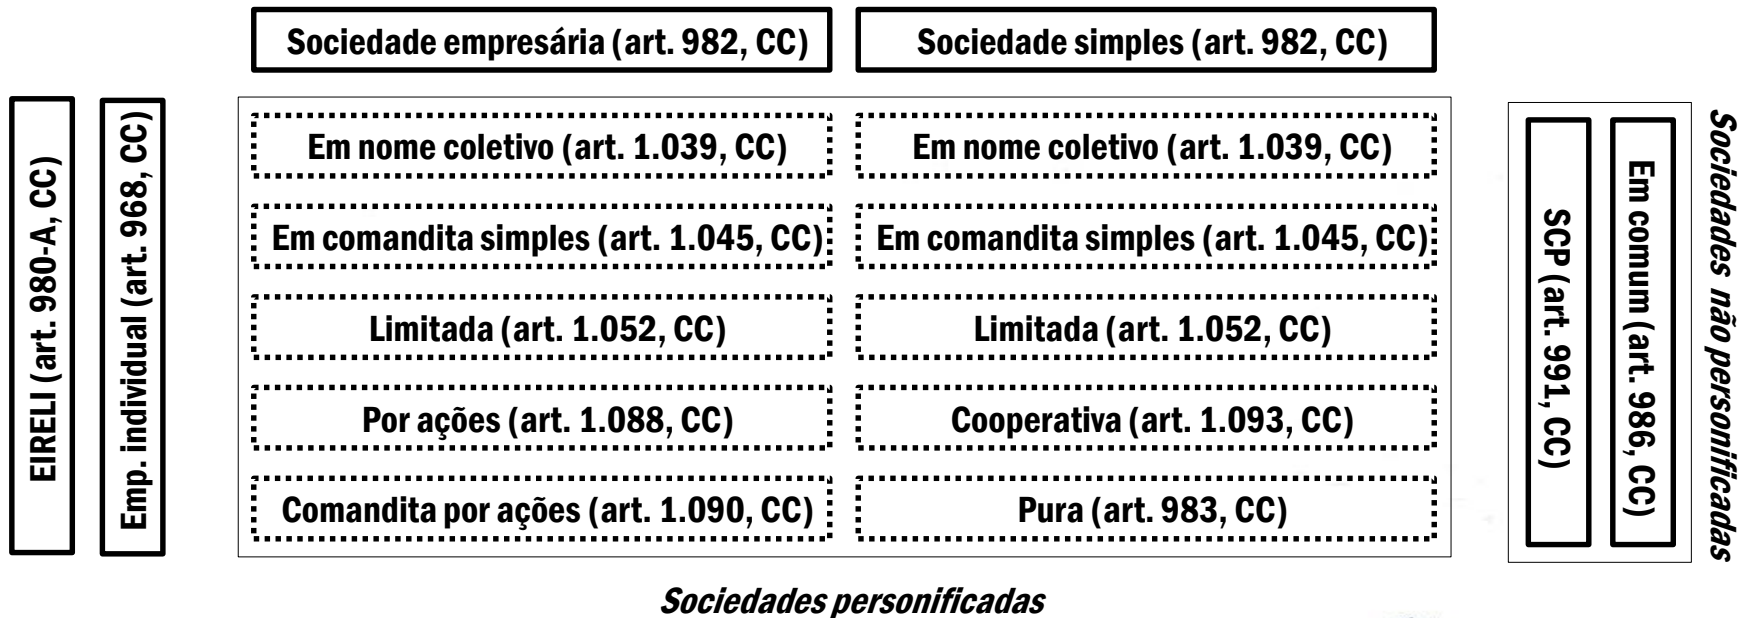 Sociedade empresária (art. 982, CC)
Sociedade simples (art. 982, CC)
EIRELI (art. 980-A, CC)
Emp. individual (art. 968, CC)
Em nome coletivo (art. 1.039, CC)
Em nome coletivo (art. 1.039, CC)
Em comandita simples (art. 1.045, CC)
Em comandita simples (art. 1.045, CC)
Limitada (art. 1.052, CC)
Limitada (art. 1.052, CC)
Por ações (art. 1.088, CC)
Cooperativa (art. 1.093, CC)
Comandita por ações (art. 1.090, CC)
Pura (art. 983, CC)
SCP (art. 991, CC)
Em comum (art. 986, CC)
Sociedades não personificadas
Sociedades personificadas